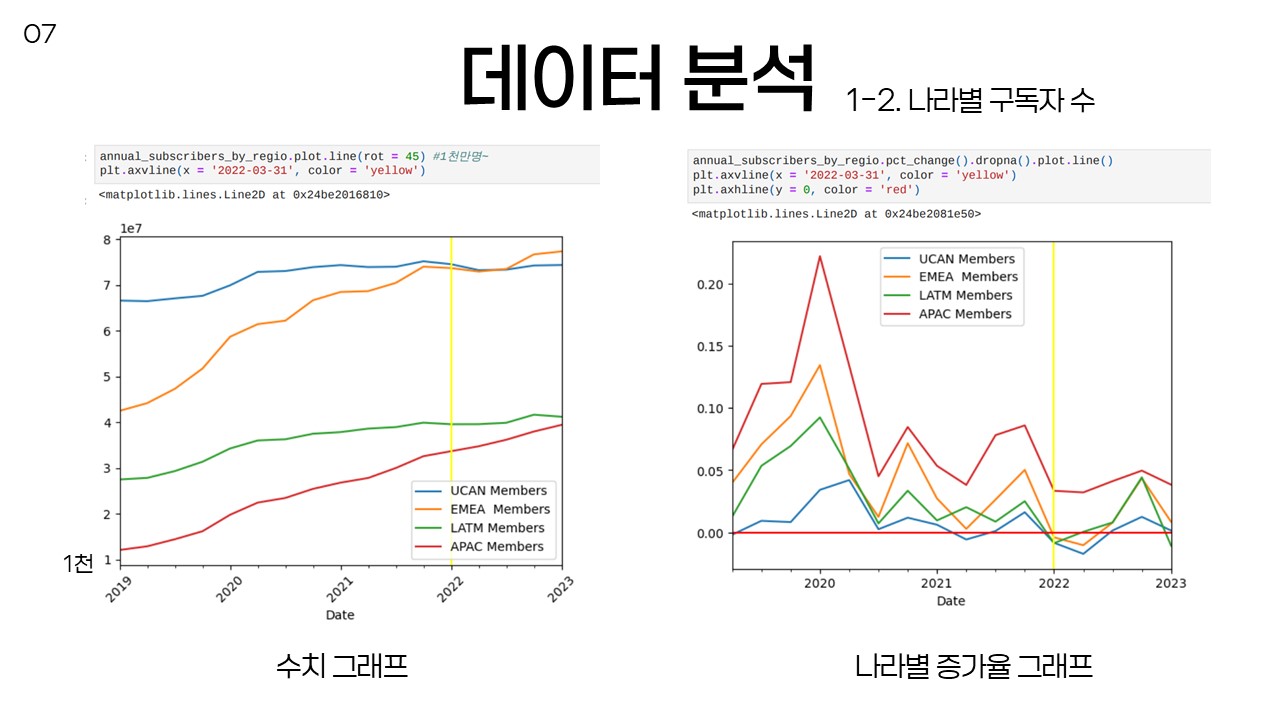 07
데이터 분석
1-2. 나라별 구독자 수
annual_subscribers_by_regio.plot.line(rot = 45) #1천만명~
plt.axvline(x = '2022-03-31', color = 'yellow')
<matplotlib.lines.Line2D at 0x24be2016810>
1e7
8
7
6
5
4
3
2
1
1천
2019
2020
2021
2022
2023
Date
UCAN Members
EMEA  Members
LATM Members
APAC Members
수치 그래프
annual_subscribers_by_regio.pct_change().dropna().plot.line()
plt.axvline(x = '2022-03-31', color = 'yellow')
plt.axhline(y = 0, color = 'red')
<matplotlib.lines.Line2D at 0x24be2081e50>
UCAN Members
EMEA  Members
LATM Members
APAC Members
0.20
0.15
0.10
0.05
0.00
2020
2021
2022
2023
Date
나라별 증가율 그래프